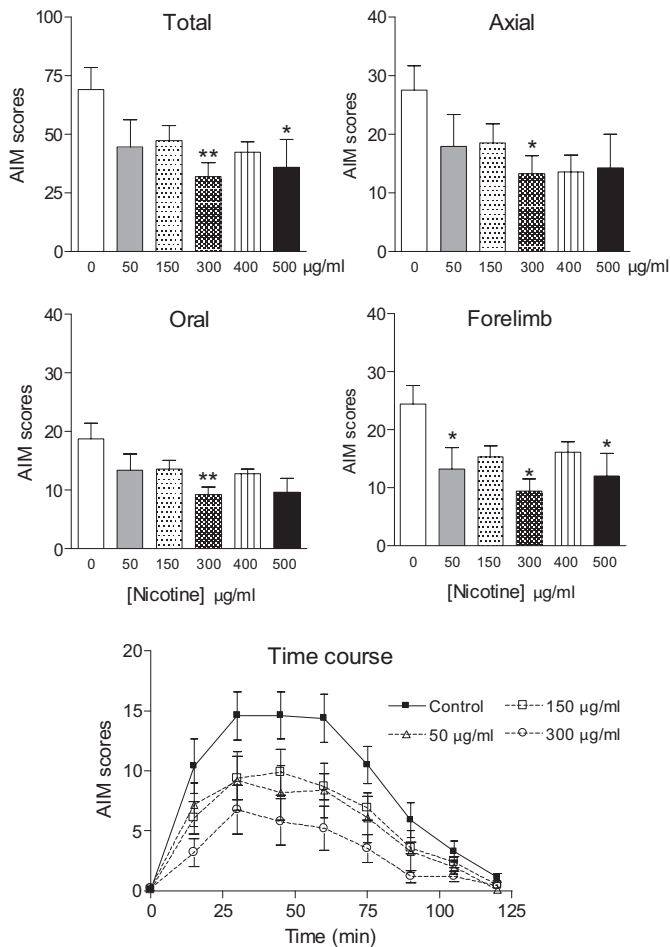 Total
100
75
50
25
0
AIM scores
**
*
0 50 150 300 400 500 µg/ml
Axial
40
30
20
10
0
AIM scores
*
0 50 150 300 400 500 µg/ml
Oral
40
30
20
10
0
AIM scores
**
0 50 150 300 400 500
[Nicotine] µg/ml
Forelimb
40
30
20
10
0
AIM scores
*
*
*
0 50 150 300 400 500
[Nicotine] µg/ml
Time course
20
15
10
5
0
AIM scores
Control
50 µg/ml
150 µg/ml
300 µg/ml
0 25 50 75 100 125
Time (min)